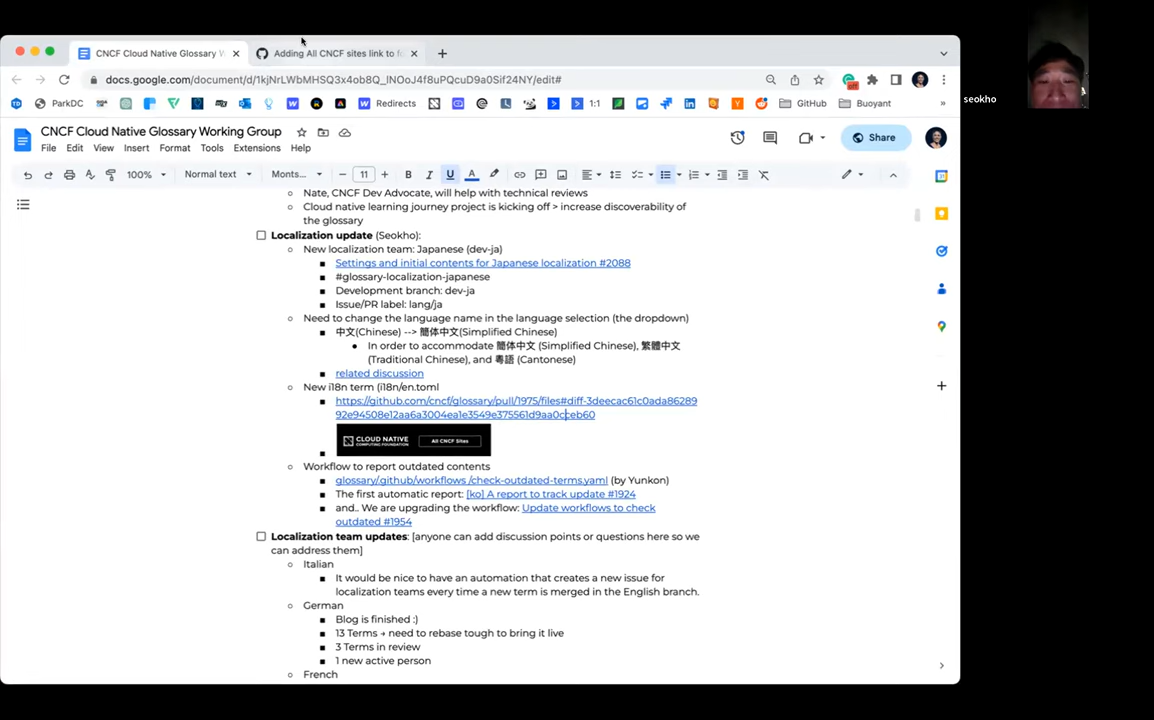 CNCF Cloud Native Glossary W
Adding All CNCF sites link to f
docs.google.com/document/d/1kjNrLWbMHSQ3x4ob8Q_lNOoJ4f8uPQcuD9a0Sif24NY/edit#
ParkDC
Redirects
1:1
GitHub
Buoyant
seokho
CNCF Cloud Native Glossary Working Group
File Edit View Insert Format Tools Extensions Help
Share
100% Normal text Monts... 11
Nate, CNCF Dev Advocate, will help with technical reviews
Cloud native learning journey project is kicking off > increase discoverability of
the glossary
Localization update (Seokho):
New localization team: Japanese (dev-ja)
Settings and initial contents for Japanese localization #2088
#glossary-localization-japanese
Development branch: dev-ja
Issue/PR label: lang/ja
Need to change the language name in the language selection (the dropdown)
中文(Chinese) --> 簡体中文(Simplified Chinese)
In order to accommodate 簡体中文 (Simplified Chinese), 繁體中文
(Traditional Chinese), and 粵語 (Cantonese)
related discussion
New i18n term (i18n/en.toml
https://github.com/cncf/glossary/pull/1975/files#diff-3deecac61c0ada86289
92e94508e12aa6a3004ea1e3549e375561d9aa0cceb60
CLOUD NATIVE
COMPUTING FOUNDATION
All CNCF Sites
Workflow to report outdated contents
glossary/.github/workflows /check-outdated-terms.yaml (by Yunkon)
The first automatic report: [ko] A report to track update #1924
and.. We are upgrading the workflow: Update workflows to check
outdated #1954
Localization team updates: [anyone can add discussion points or questions here so we
can address them]
Italian
It would be nice to have an automation that creates a new issue for
localization teams every time a new term is merged in the English branch.
German
Blog is finished :)
13 Terms + need to rebase tough to bring it live
3 Terms in review
1 new active person
French